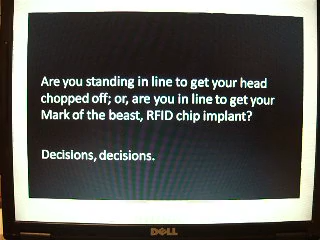 Are you standing in line to get your head
chopped off; or, are you in line to get your
Mark of the beast, RFID chip implant?
Decisions, decisions.
DELL